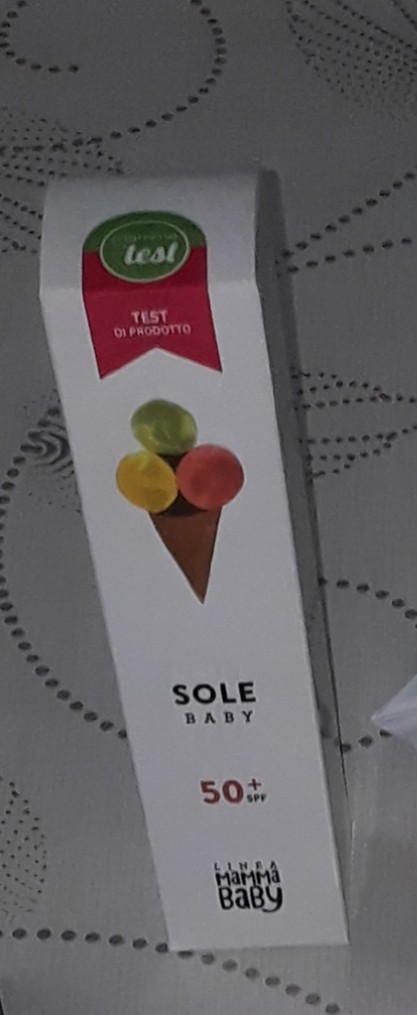 test
TEST
DI PRODOTTO
SOLE
BABY
50+
SPF
LINEA
MaMMa
BaBy